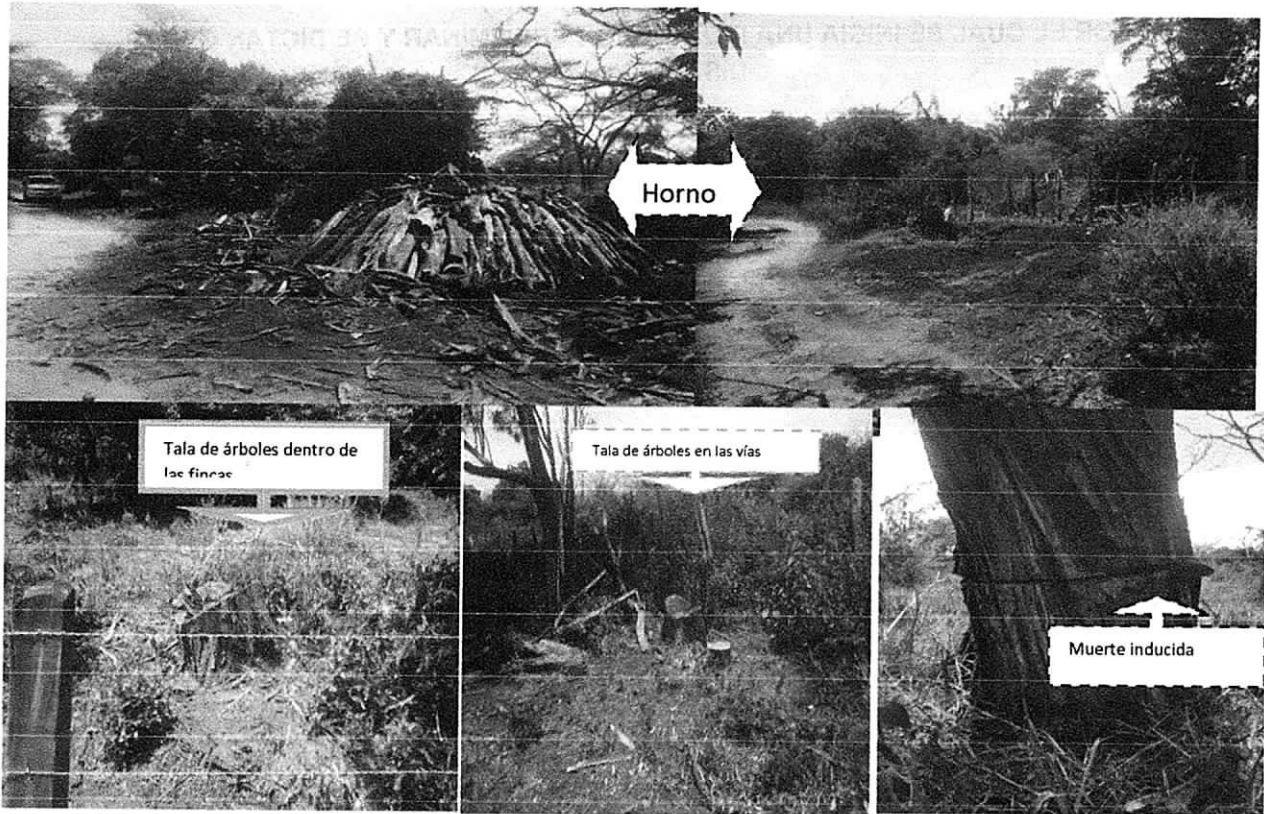 Horno
Tala de árboles dentro de
las fincas
Tala de árboles en las vías
Muerte inducida